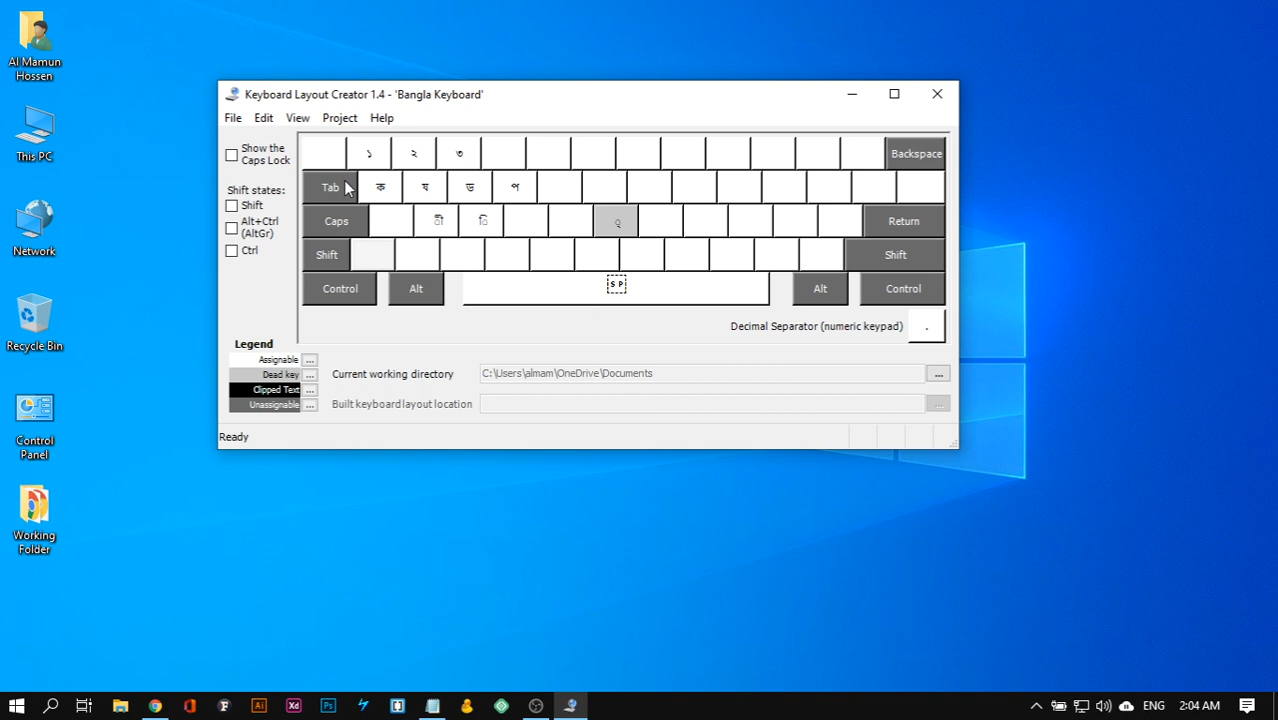 Al Mamun
Hossen
This PC
Network
Recycle Bin
Control
Panel
Working
Folder
Keyboard Layout Creator 1.4 - 'Bangla Keyboard'
File Edit View Project Help
Show the
Caps Lock
Shift states:
Shift
Alt+Ctrl
(AltGr)
Ctrl
১ ২ ৩ Backspace
Tab ক য ড প
Caps ী ি ু Return
Shift Shift
Control Alt SP Alt Control
Decimal Separator (numeric keypad) .
Legend
Assignable ...
Dead key ...
Clipped Text ...
Unassignable ...
Current working directory C:\Users\almam\OneDrive\Documents ...
Built keyboard layout location ...
Ready
Ai Xd Ps ENG 2:04 AM